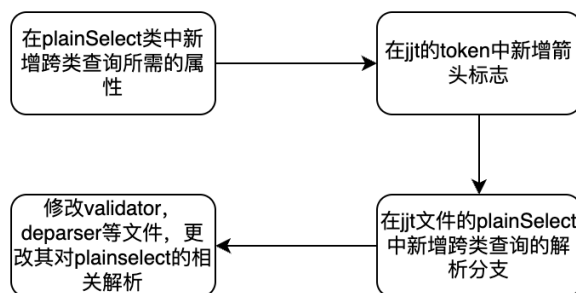 在plainSelect类中新
增跨类查询所需的属
性
在jjt的token中新增箭
头标志
在jjt文件的plainSelect
中新增跨类查询的解
析分支
修改validator，
deparser等文件，更
改其对plainselect的相
关解析